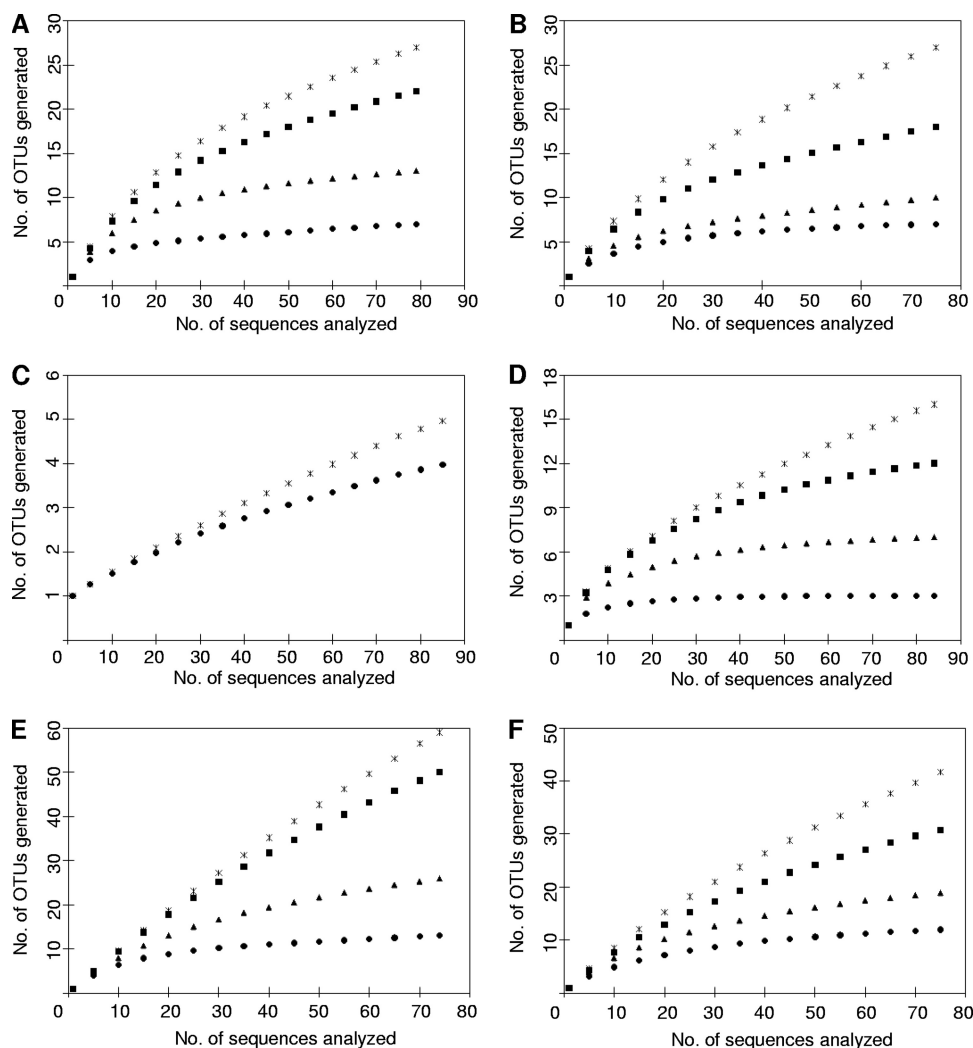 A
No. of OTUs generated
30
25
20
15
10
5
0 10 20 30 40 50 60 70 80 90
No. of sequences analyzed
B
No. of OTUs generated
30
25
20
15
10
5
0 10 20 30 40 50 60 70 80
No. of sequences analyzed
C
No. of OTUs generated
6
5
4
3
2
1
0 10 20 30 40 50 60 70 80 90
No. of sequences analyzed
D
No. of OTUs generated
18
15
12
9
6
3
0 10 20 30 40 50 60 70 80 90
No. of sequences analyzed
E
No. of OTUs generated
60
50
40
30
20
10
0 10 20 30 40 50 60 70 80
No. of sequences analyzed
F
No. of OTUs generated
50
40
30
20
10
0 10 20 30 40 50 60 70 80
No. of sequences analyzed